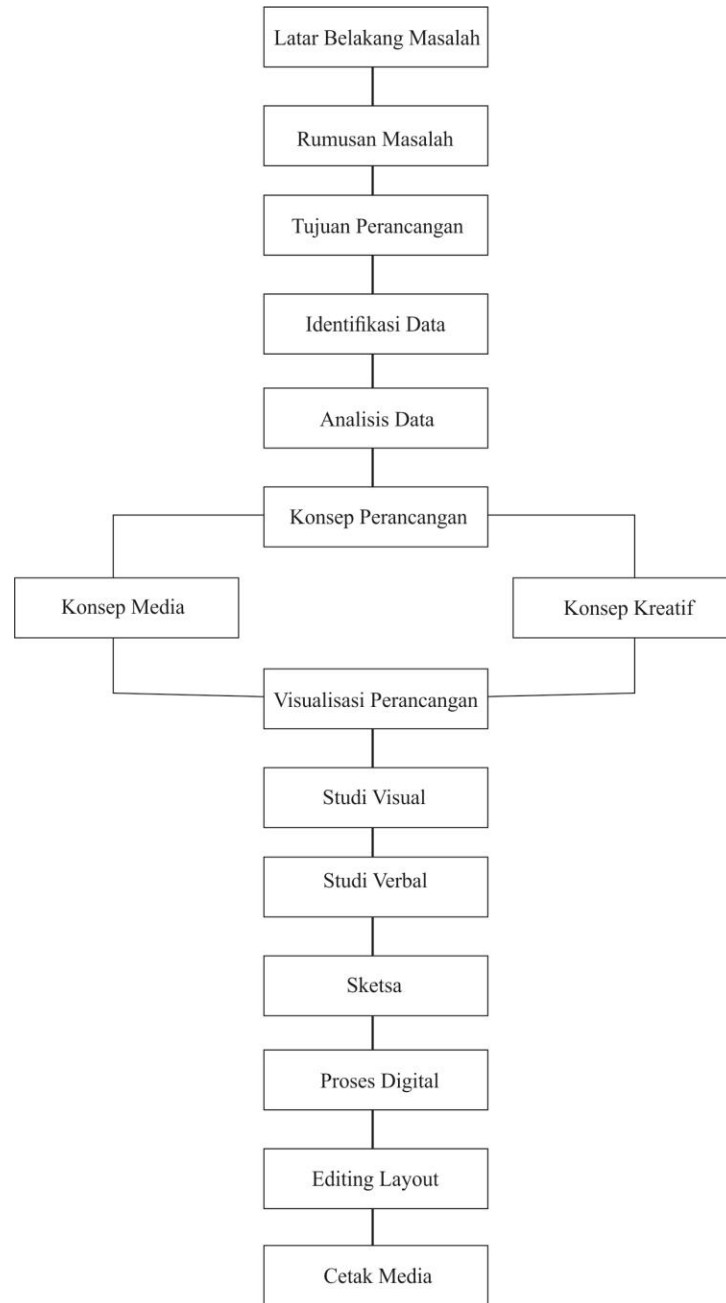 Latar Belakang Masalah
Rumusan Masalah
Tujuan Perancangan
Identifikasi Data
Analisis Data
Konsep Perancangan
Konsep Media
Konsep Kreatif
Visualisasi Perancangan
Studi Visual
Studi Verbal
Sketsa
Proses Digital
Editing Layout
Cetak Media